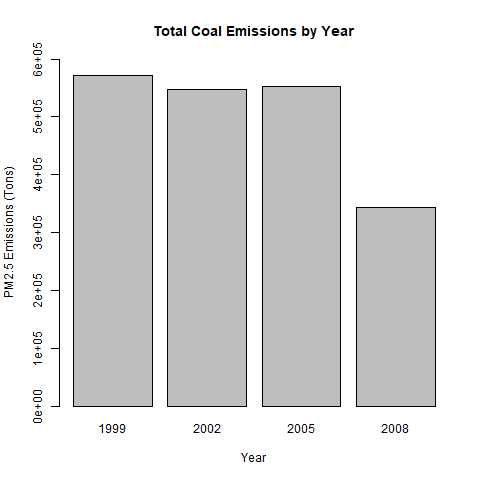 Total Coal Emissions by Year
PM2.5 Emissions (Tons)
6e+05
5e+05
4e+05
3e+05
2e+05
1e+05
0e+00
1999 2002 2005 2008
Year